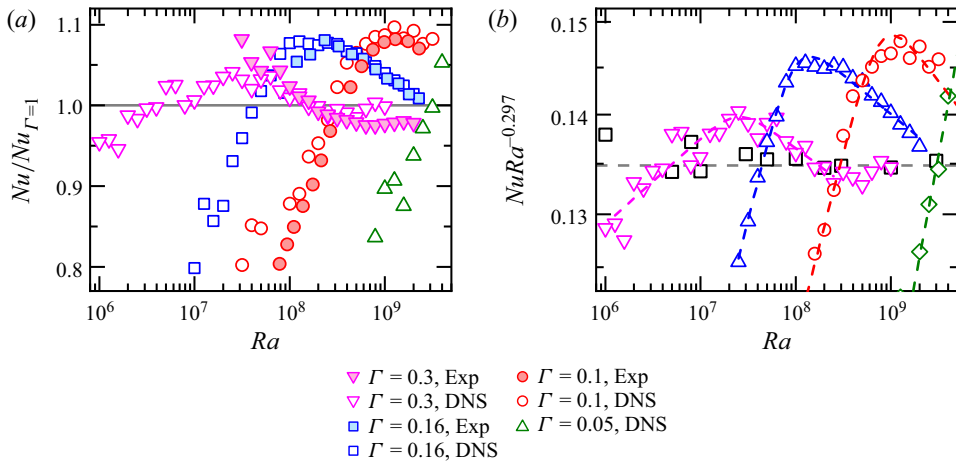 (a)
(b)
Nu/Nu_{Γ=1}
1.2
1.1
1.0
0.9
0.8
10^6 10^7 10^8 10^9
Ra
NuRa^{−0.297}
0.15
0.14
0.13
10^6 10^7 10^8 10^9
Ra
Γ = 0.3, Exp
Γ = 0.3, DNS
Γ = 0.16, Exp
Γ = 0.16, DNS
Γ = 0.1, Exp
Γ = 0.1, DNS
Γ = 0.05, DNS